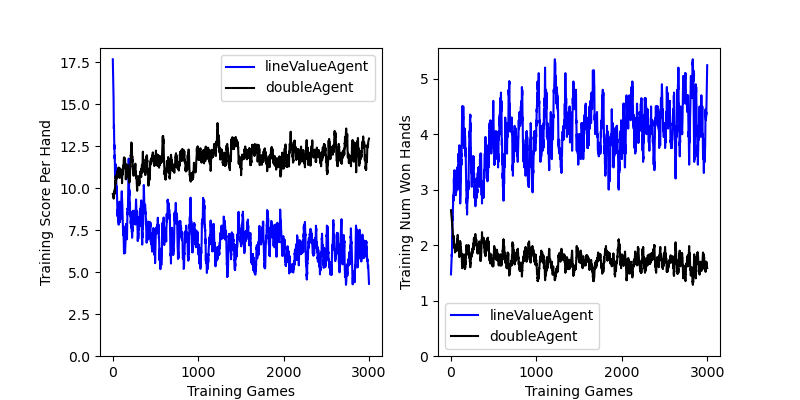 Training Score Per Hand
17.5
15.0
12.5
10.0
7.5
5.0
2.5
0.0
0 1000 2000 3000
Training Games
lineValueAgent
doubleAgent
Training Num Won Hands
5
4
3
2
1
0
0 1000 2000 3000
Training Games
lineValueAgent
doubleAgent